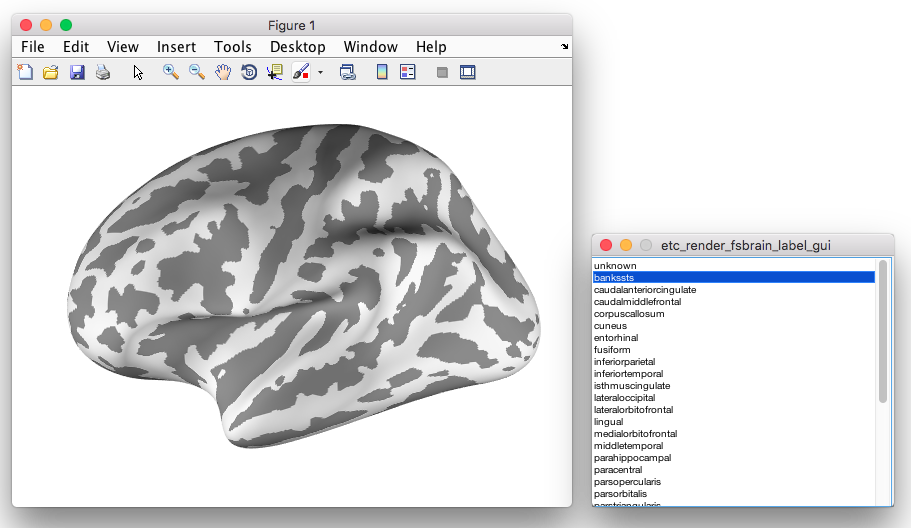 Figure 1
File Edit View Insert Tools Desktop Window Help
etc_render_fsbrain_label_gui
unknown
bankssts
caudalanteriorcingulate
caudalmiddlefrontal
corpuscallosum
cuneus
entorhinal
fusiform
inferiorparietal
inferiortemporal
isthmuscingulate
lateraloccipital
lateralorbitofrontal
lingual
medialorbitofrontal
middletemporal
parahippocampal
paracentral
parsopercularis
parsorbitalis
parstriangularis